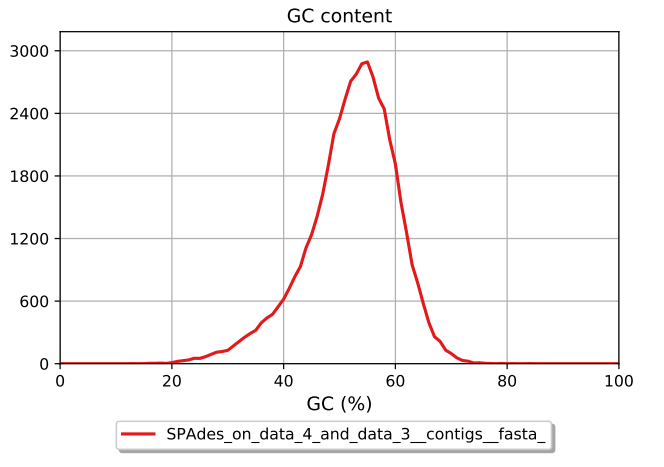 GC content
3000
2400
1800
1200
600
0
0 20 40 60 80 100
GC (%)
SPAdes_on_data_4_and_data_3__contigs__fasta_